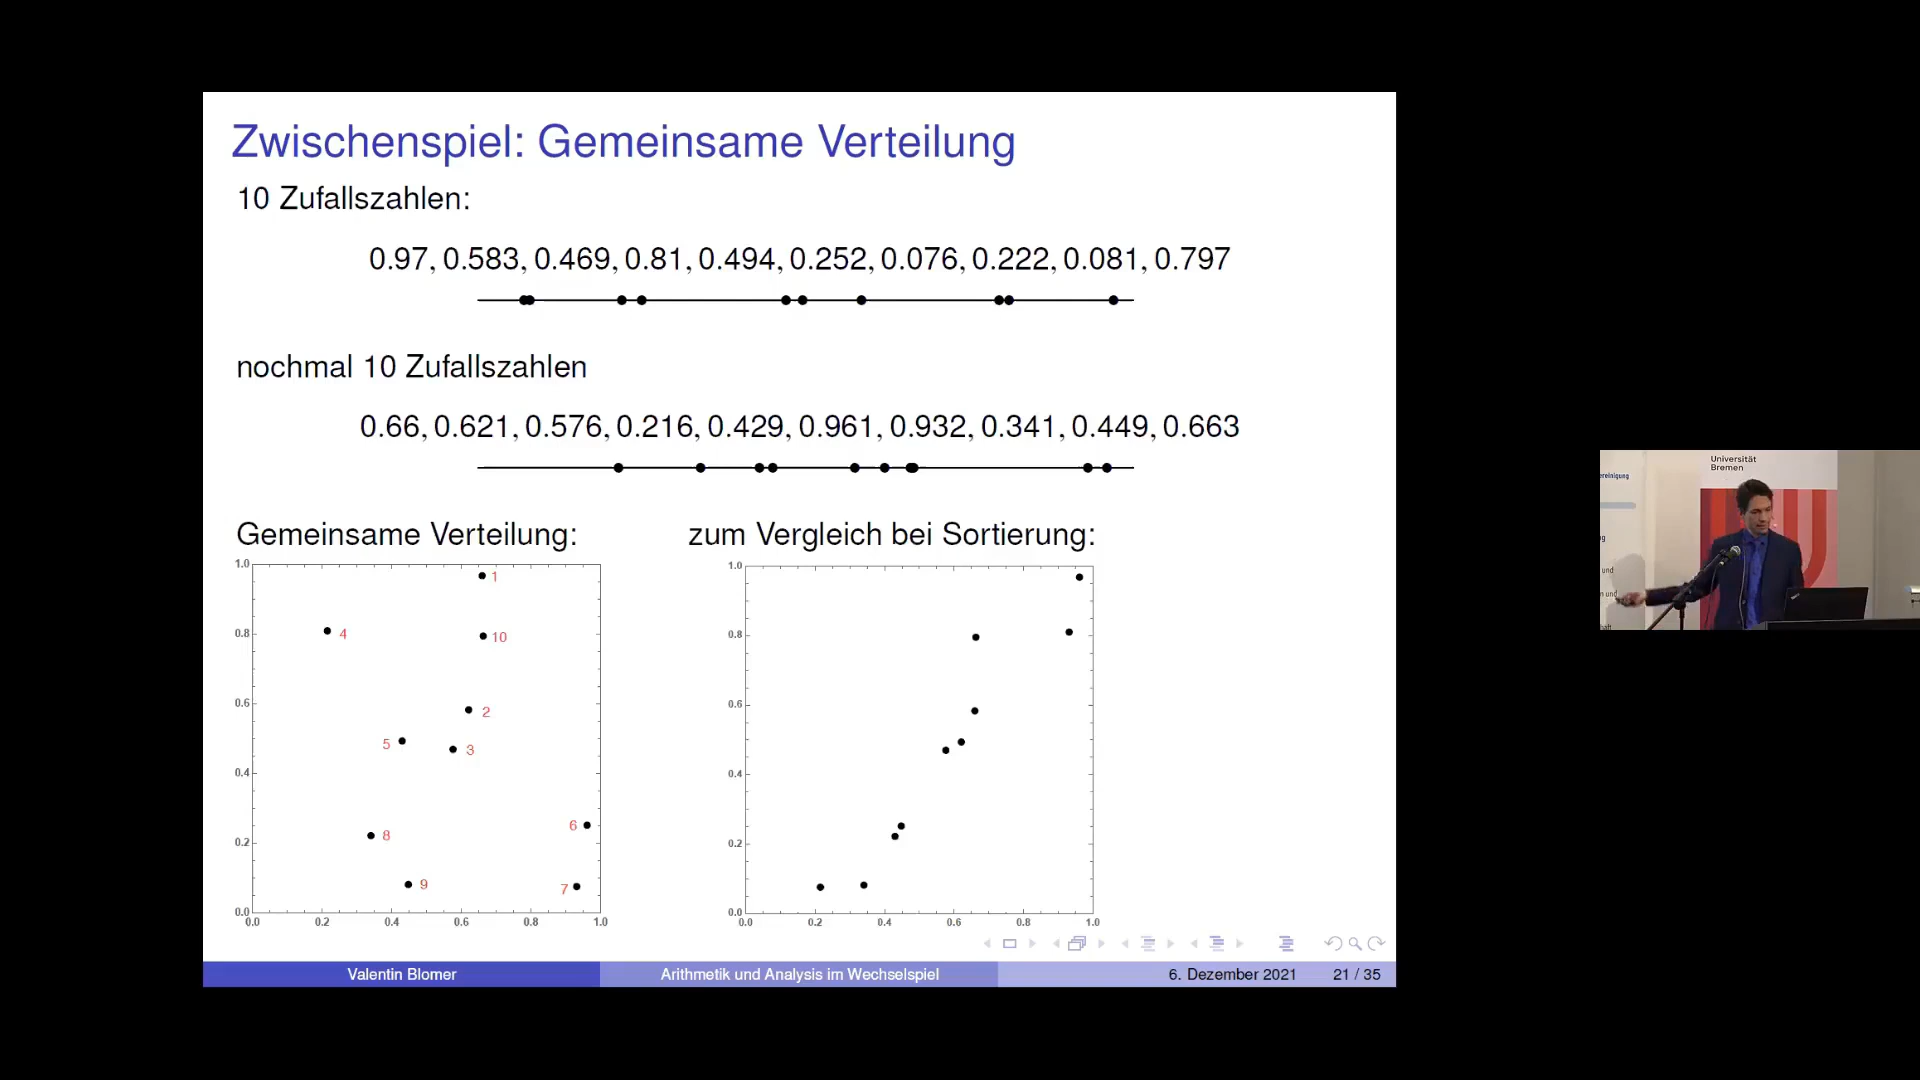 Zwischenspiel: Gemeinsame Verteilung
10 Zufallszahlen:
0.97, 0.583, 0.469, 0.81, 0.494, 0.252, 0.076, 0.222, 0.081, 0.797
nochmal 10 Zufallszahlen
0.66, 0.621, 0.576, 0.216, 0.429, 0.961, 0.932, 0.341, 0.449, 0.663
Gemeinsame Verteilung:
1.0
0.8
0.6
0.4
0.2
0.0
1
4
10
2
5
3
6
8
9
7
0.0 0.2 0.4 0.6 0.8 1.0
zum Vergleich bei Sortierung:
1.0
0.8
0.6
0.4
0.2
0.0
0.0 0.2 0.4 0.6 0.8 1.0
Valentin Blomer
Arithmetik und Analysis im Wechselspiel
6. Dezember 2021
21 / 35
Universität
Bremen
und